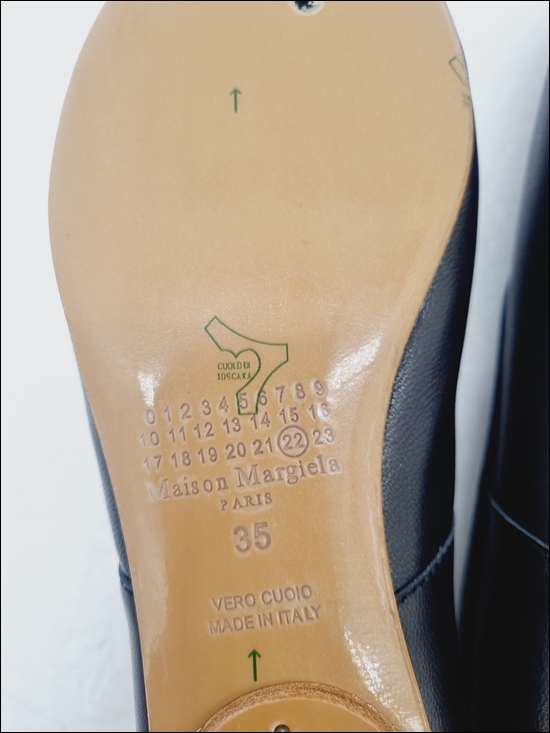 CUOIO DI
TOSCANA
0 1 2 3 4 5 6 7 8 9
10 11 12 13 14 15 16
17 18 19 20 21 22 23
Maison Margiela
PARIS
35
VERO CUOIO
MADE IN ITALY